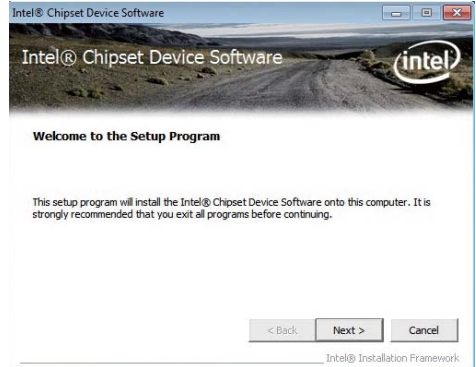 Intel® Chipset Device Software
Intel® Chipset Device Software
intel
Welcome to the Setup Program
This setup program will install the Intel® Chipset Device Software onto this computer. It is
strongly recommended that you exit all programs before continuing.
< Back Next > Cancel
Intel® Installation Framework